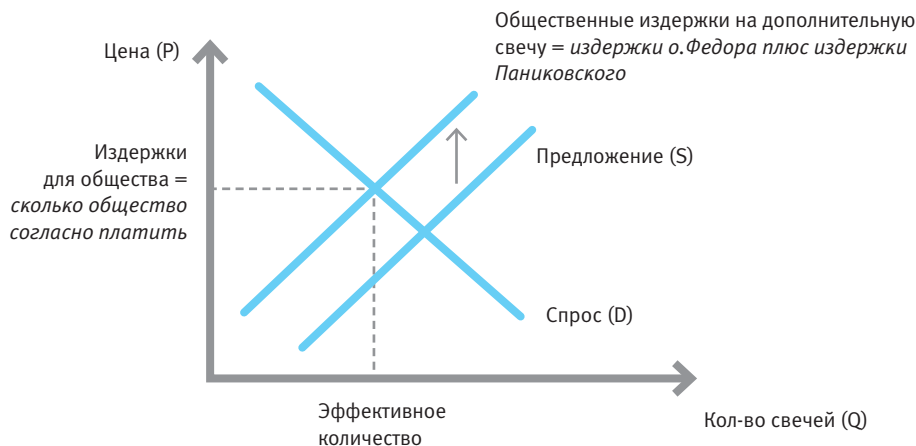 Общественные издержки на дополнительную
свечу = издержки о.Федора плюс издержки
Паниковского
Цена (P)
Издержки
для общества =
сколько общество
согласно платить
Предложение (S)
Спрос (D)
Эффективное
количество
Кол-во свечей (Q)